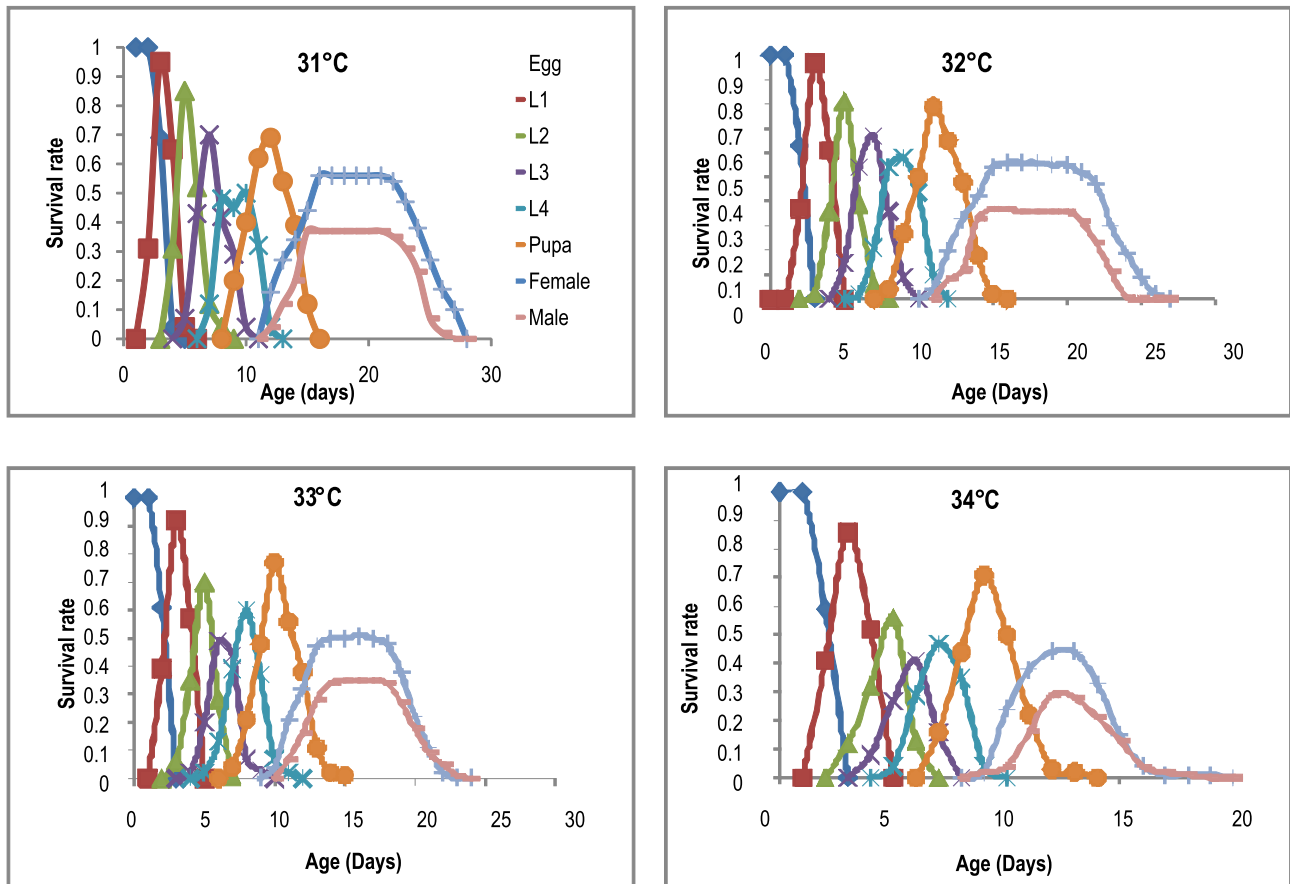 31°C
1
0.9
0.8
0.7
0.6
0.5
0.4
0.3
0.2
0.1
0
Survival rate
0 10 20 30
Age (days)
Egg
L1
L2
L3
L4
Pupa
Female
Male
32°C
1
0.9
0.8
0.7
0.6
0.5
0.4
0.3
0.2
0.1
0
Survival rate
0 5 10 15 20 25 30
Age (Days)
33°C
1
0.9
0.8
0.7
0.6
0.5
0.4
0.3
0.2
0.1
0
Survival rate
0 5 10 15 20 25 30
Age (Days)
34°C
1
0.9
0.8
0.7
0.6
0.5
0.4
0.3
0.2
0.1
0
Survival rate
0 5 10 15 20
Age (Days)